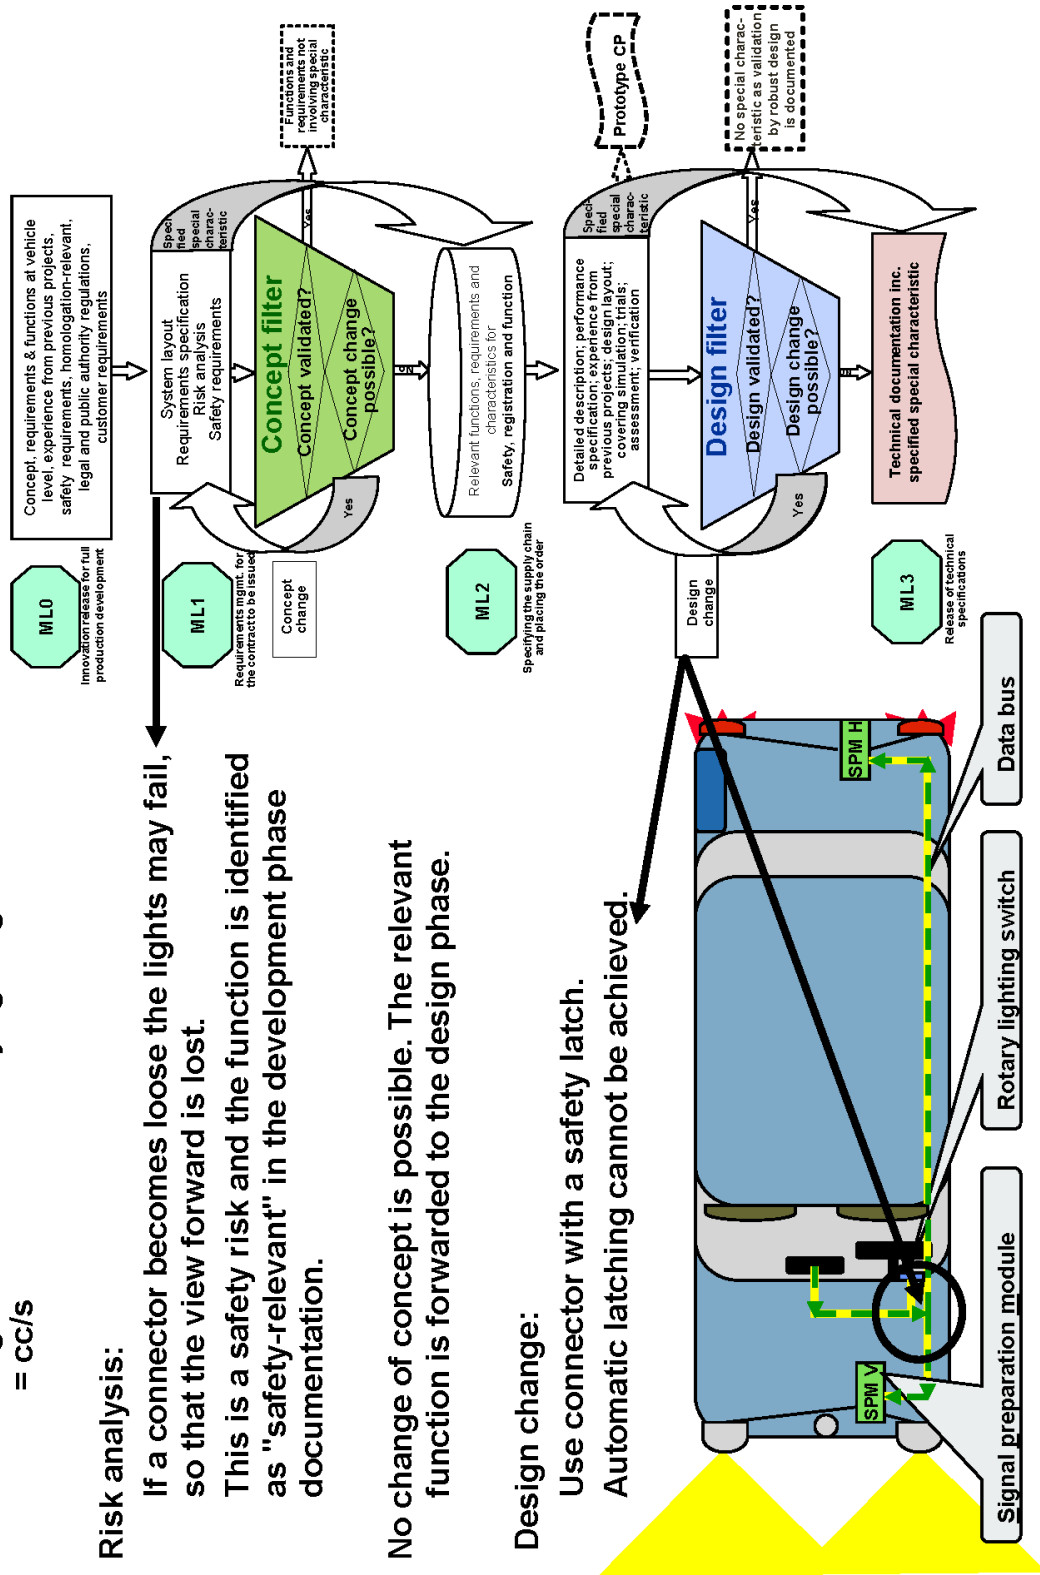 = cc/s
Risk analysis:
If a connector becomes loose the lights may fail,
so that the view forward is lost.
This is a safety risk and the function is identified
as "safety-relevant" in the development phase
documentation.
No change of concept is possible. The relevant
function is forwarded to the design phase.
Design change:
Use connector with a safety latch.
Automatic latching cannot be achieved.
SPM V
SPM H
Signal preparation module
Rotary lighting switch
Data bus
ML0
Innovation release for full
production development
Concept, requirements & functions at vehicle
level, experience from previous projects,
safety requirements, homologation-relevant,
legal and public authority regulations,
customer requirements
ML1
Requirements mgmt. for
the contract to be issued
System layout
Requirements specification
Risk analysis
Safety requirements
Speci-
fied
special
charac-
teristic
Concept
change
Yes
Concept filter
Concept validated?
Concept change
possible?
Yes
Functions and
requirements not
involving special
characteristic
No
ML2
Specifying the supply chain
and placing the order
Relevant functions, requirements and
characteristics for
Safety, registration and function
Detailed description; performance
specification; experience from
previous projects; design layout;
covering simulation; trials;
assessment; verification
Speci-
fied
special
charac-
teristic
Prototype CP
Design
change
Yes
Design filter
Design validated?
Design change
possible?
Yes
No special charac-
teristic as validation
by robust design
is documented
ML3
Release of technical
specifications
Technical documentation inc.
specified special characteristic